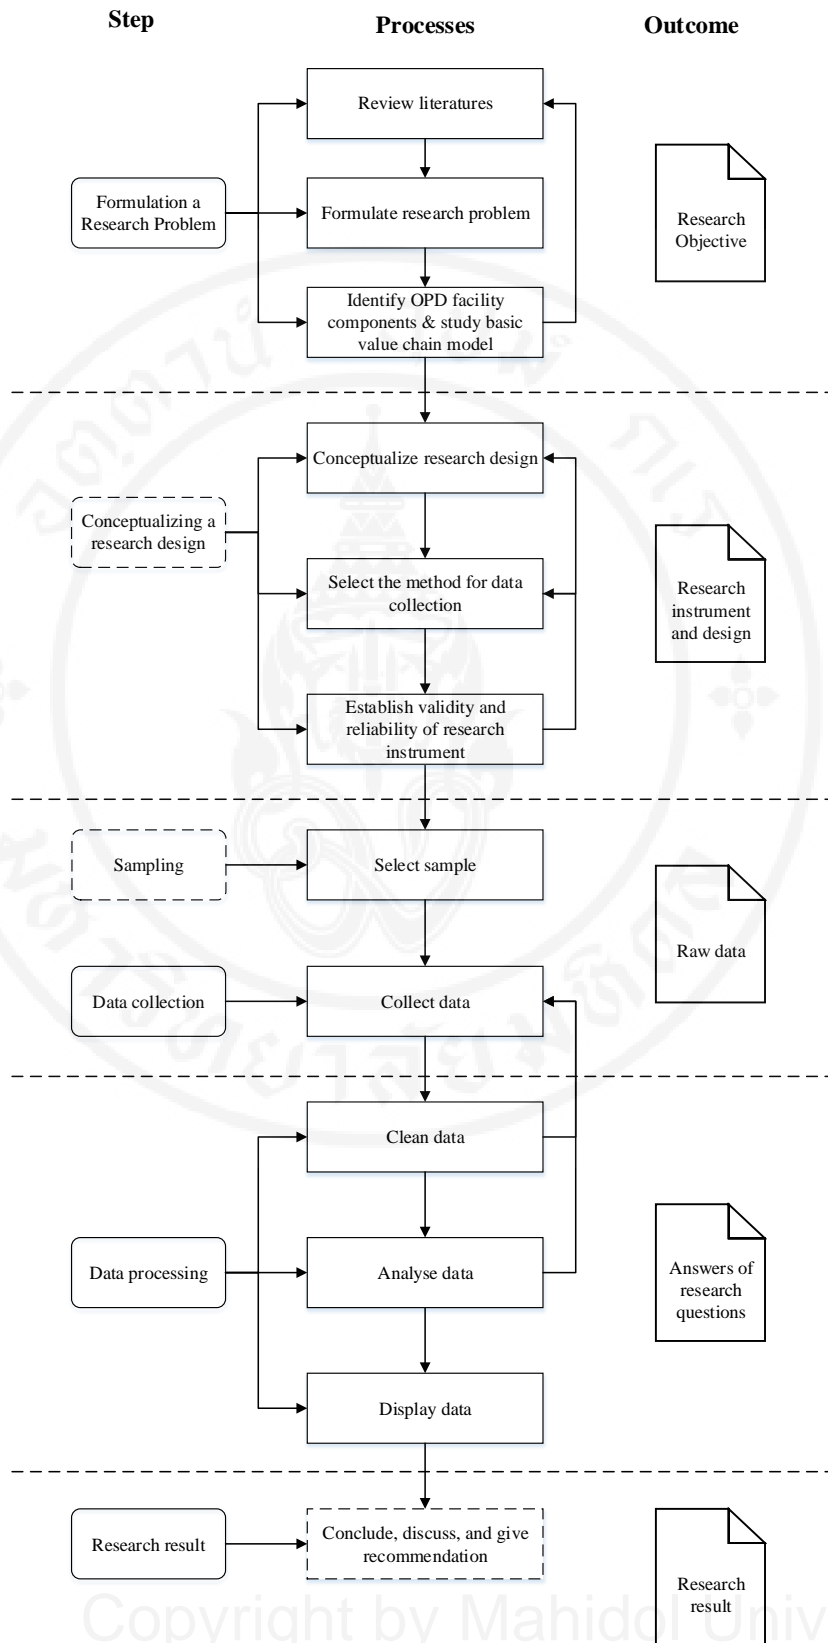 Step
Processes
Outcome
Review literatures
Formulation a
Research Problem
Formulate research problem
Research
Objective
Identify OPD facility
components & study basic
value chain model
Conceptualize research design
Conceptualizing a
research design
Select the method for data
collection
Research
instrument
and design
Establish validity and
reliability of research
instrument
Sampling
Select sample
Raw data
Data collection
Collect data
Clean data
Data processing
Analyse data
Answers of
research
questions
Display data
Research result
Conclude, discuss, and give
recommendation
Research
result
Copyright by Mahidol Univ